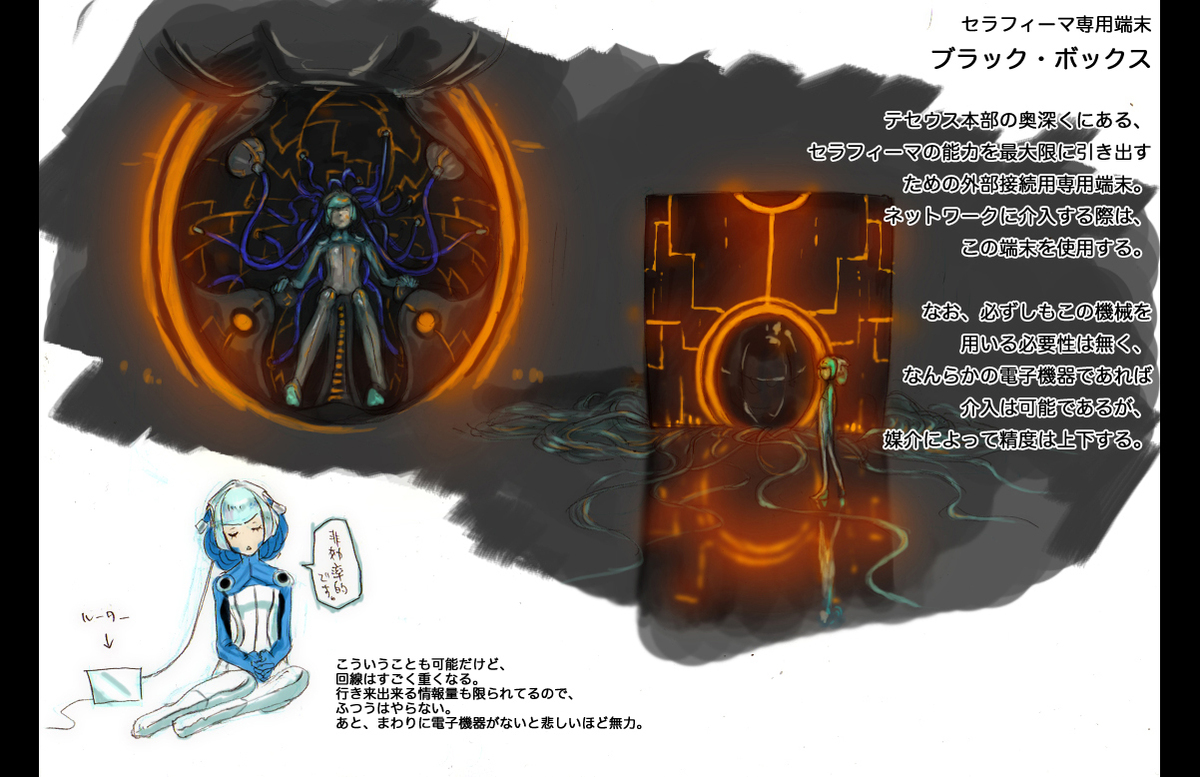 セラフィーマ専用端末
ブラック・ボックス
テセウス本部の奥深くにある、
セラフィーマの能力を最大限に引き出す
ための外部接続用専用端末。
ネットワークに介入する際は、
この端末を使用する。
なお、必ずしもこの機械を
用いる必要性は無く、
なんらかの電子機器であれば
介入は可能であるが、
媒介によって精度は上下する。
非効率的
です。
ルーター
こういうことも可能だけど、
回線はすごく重くなる。
行き来出来る情報量も限られてるので、
ふつうはやらない。
あと、まわりに電子機器がないと悲しいほど無力。